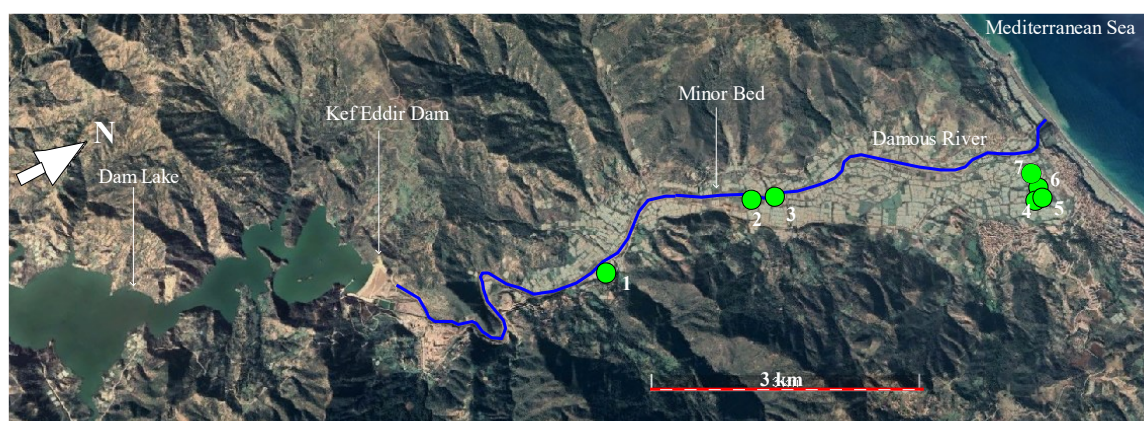 Mediterranean Sea
Minor Bed
Kef Eddir Dam
N
Damous River
Dam Lake
7
6
4
5
2
3
1
3 km